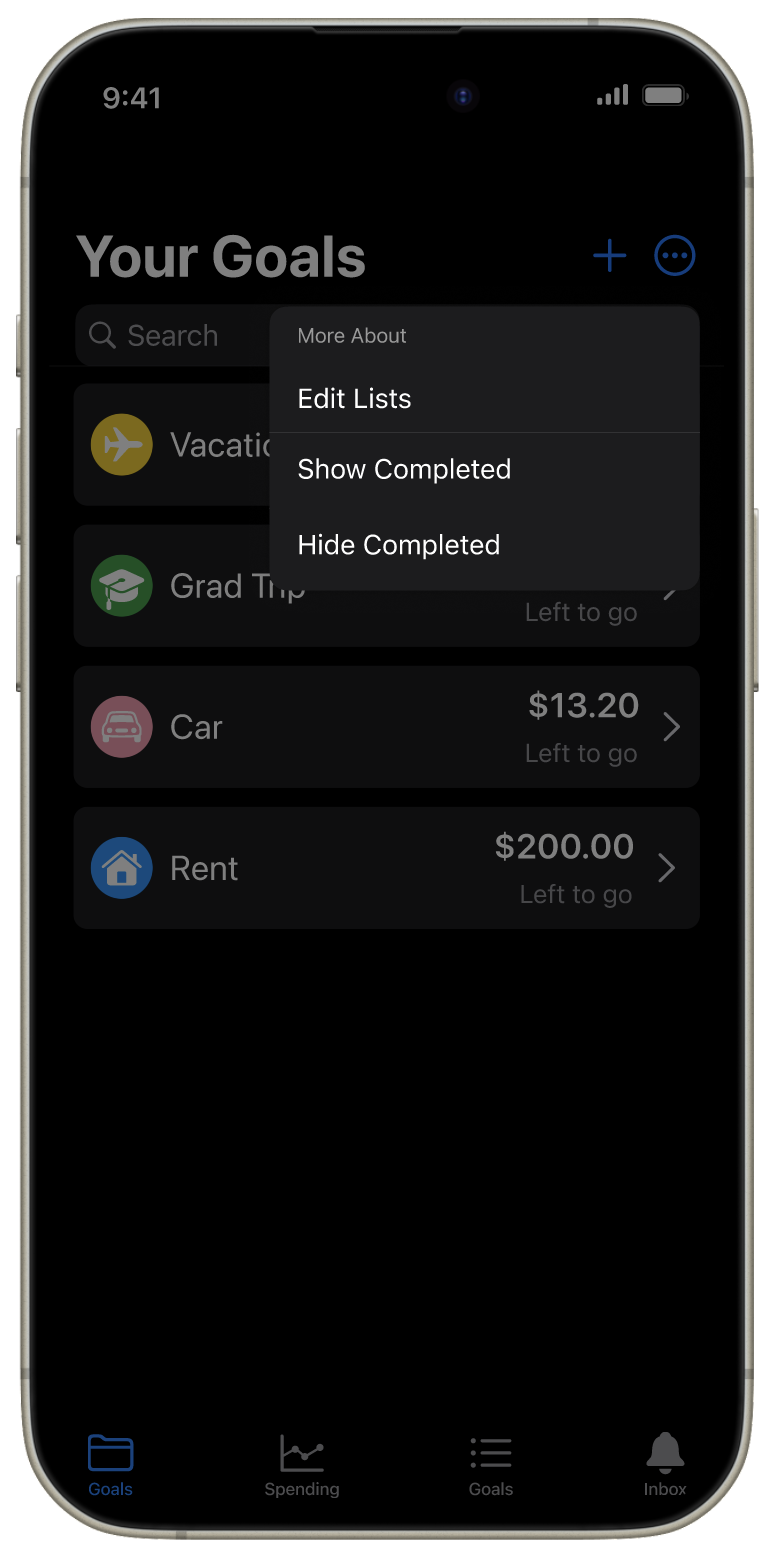 9:41
Your Goals
Search
More About
Edit Lists
Show Completed
Hide Completed
Grad Trip
Left to go
Car
$13.20
Left to go
Rent
$200.00
Left to go
Goals
Spending
Goals
Inbox